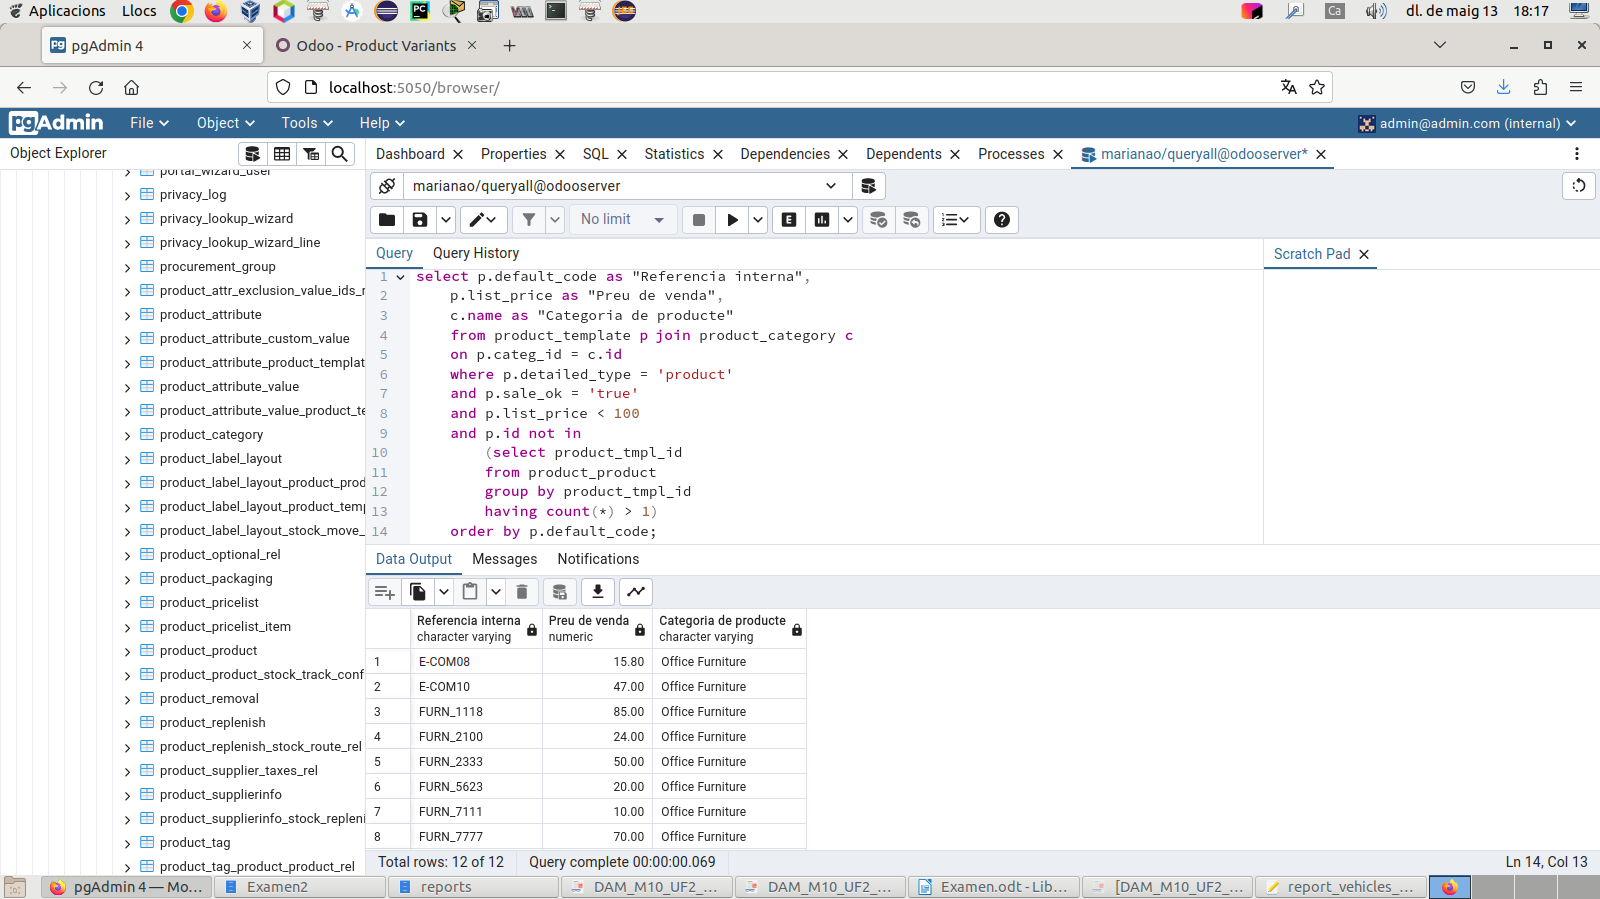 Aplicacions Llocs Ca dl. de maig 13 18:17
pgAdmin 4 Odoo - Product Variants
localhost:5050/browser/
pgAdmin File Object Tools Help admin@admin.com (internal)
Object Explorer
Dashboard Properties SQL Statistics Dependencies Dependents Processes marianao/queryall@odooserver*
portal_wizard_user
privacy_log
privacy_lookup_wizard
privacy_lookup_wizard_line
procurement_group
product_attr_exclusion_value_ids_r
product_attribute
product_attribute_custom_value
product_attribute_product_templat
product_attribute_value
product_attribute_value_product_te
product_category
product_label_layout
product_label_layout_product_prod
product_label_layout_product_temp
product_label_layout_stock_move_
product_optional_rel
product_packaging
product_pricelist
product_pricelist_item
product_product
product_product_stock_track_conf
product_removal
product_replenish
product_replenish_stock_route_rel
product_supplier_taxes_rel
product_supplierinfo
product_supplierinfo_stock_repleni
product_tag
product_tag_product_product_rel
marianao/queryall@odooserver
No limit
E
Query Query History
Scratch Pad
1 select p.default_code as "Referencia interna",
2 p.list_price as "Preu de venda",
3 c.name as "Categoria de producte"
4 from product_template p join product_category c
5 on p.categ_id = c.id
6 where p.detailed_type = 'product'
7 and p.sale_ok = 'true'
8 and p.list_price < 100
9 and p.id not in
10 (select product_tmpl_id
11 from product_product
12 group by product_tmpl_id
13 having count(*) > 1)
14 order by p.default_code;
Data Output Messages Notifications
Referencia interna Preu de venda Categoria de producte
character varying numeric character varying
1 E-COM08 15.80 Office Furniture
2 E-COM10 47.00 Office Furniture
3 FURN_1118 85.00 Office Furniture
4 FURN_2100 24.00 Office Furniture
5 FURN_2333 50.00 Office Furniture
6 FURN_5623 20.00 Office Furniture
7 FURN_7111 10.00 Office Furniture
8 FURN_7777 70.00 Office Furniture
Total rows: 12 of 12 Query complete 00:00:00.069 Ln 14, Col 13
pgAdmin 4 — Mo... Examen2 reports DAM_M10_UF2_... DAM_M10_UF2_... Examen.odt - Lib... [DAM_M10_UF2_... report_vehicles_...